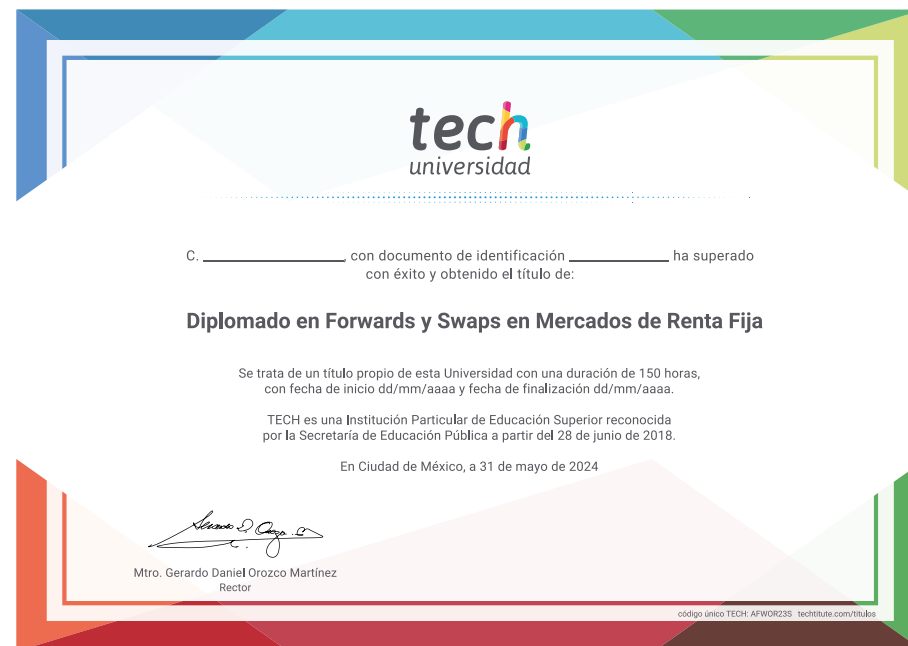 tech
universidad
C. ____________, con documento de identificación ____________ ha superado
con éxito y obtenido el título de:
Diplomado en Forwards y Swaps en Mercados de Renta Fija
Se trata de un título propio de esta Universidad con una duración de 150 horas,
con fecha de inicio dd/mm/aaaa y fecha de finalización dd/mm/aaaa.
TECH es una Institución Particular de Educación Superior reconocida
por la Secretaría de Educación Pública a partir del 28 de junio de 2018.
En Ciudad de México, a 31 de mayo de 2024
Mtro. Gerardo Daniel Orozco Martínez
Rector
código único TECH: AFWOR23S techtitute.com/titulos